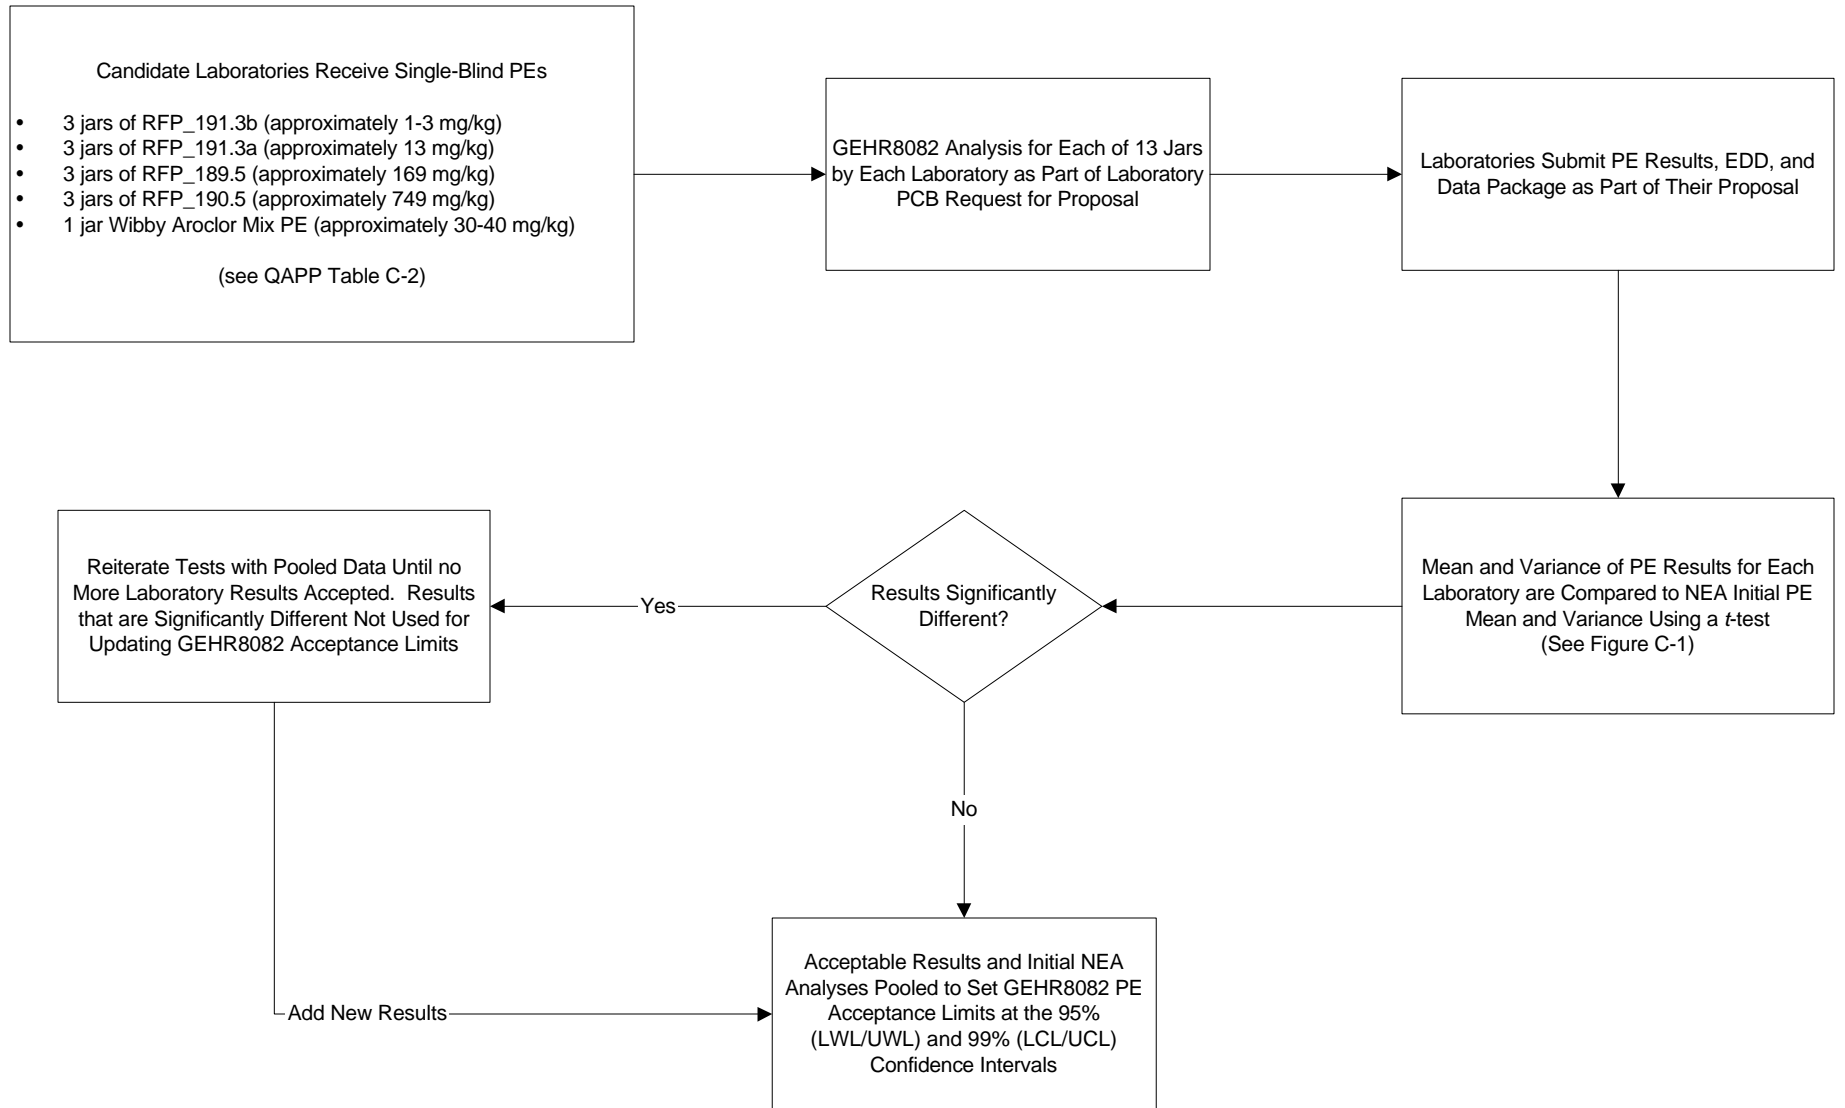 Candidate Laboratories Receive Single-Blind PEs
• 3 jars of RFP_191.3b (approximately 1-3 mg/kg)
• 3 jars of RFP_191.3a (approximately 13 mg/kg)
• 3 jars of RFP_189.5 (approximately 169 mg/kg)
• 3 jars of RFP_190.5 (approximately 749 mg/kg)
• 1 jar Wibby Aroclor Mix PE (approximately 30-40 mg/kg)
(see QAPP Table C-2)
GEHR8082 Analysis for Each of 13 Jars
by Each Laboratory as Part of Laboratory
PCB Request for Proposal
Laboratories Submit PE Results, EDD, and
Data Package as Part of Their Proposal
Mean and Variance of PE Results for Each
Laboratory are Compared to NEA Initial PE
Mean and Variance Using a t-test
(See Figure C-1)
Results Significantly
Different?
Yes
Reiterate Tests with Pooled Data Until no
More Laboratory Results Accepted.  Results
that are Significantly Different Not Used for
Updating GEHR8082 Acceptance Limits
No
Add New Results
Acceptable Results and Initial NEA
Analyses Pooled to Set GEHR8082 PE
Acceptance Limits at the 95%
(LWL/UWL) and 99% (LCL/UCL)
Confidence Intervals